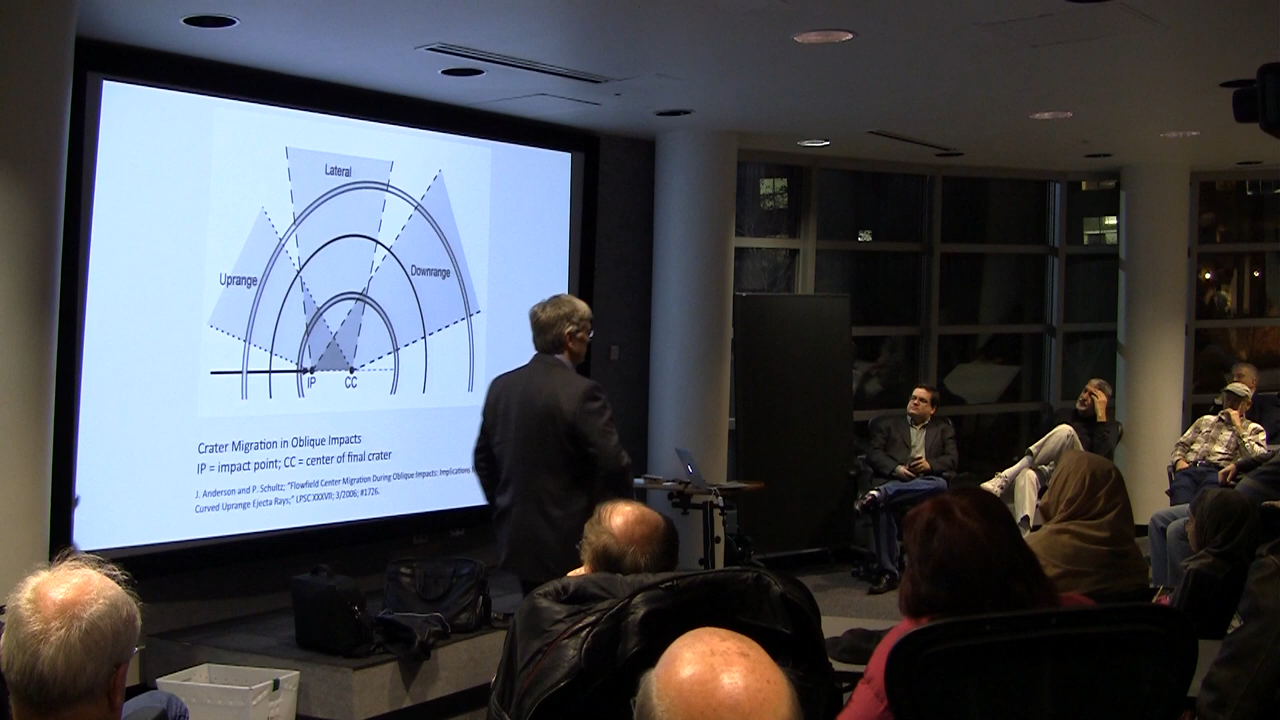 Lateral
Uprange
Downrange
IP
CC
Crater Migration in Oblique Impacts
IP = impact point; CC = center of final crater
J. Anderson and P. Schultz; "Flowfield Center Migration During Oblique Impacts: Implications
Curved Uprange Ejecta Rays;" LPSC XXXVII; 3/2006; #1726.